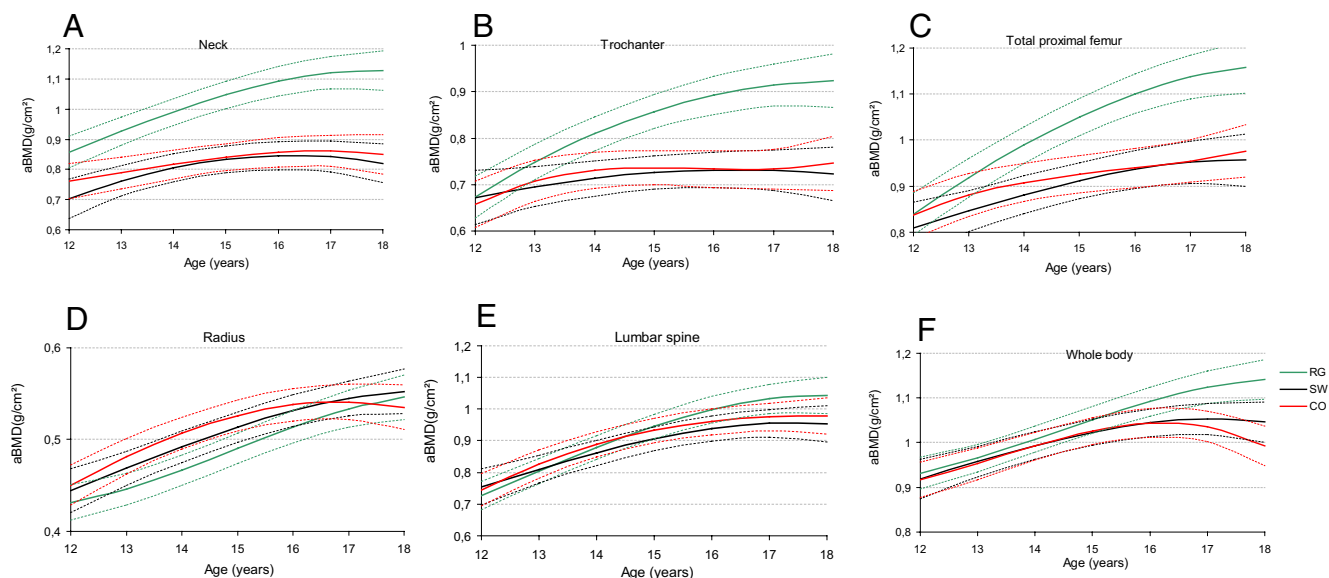 A
Neck
aBMD(g/cm²)
1,2
1,1
1
0,9
0,8
0,7
0,6
12 13 14 15 16 17 18
Age (years)
B
Trochanter
aBMD(g/cm²)
1
0,9
0,8
0,7
0,6
12 13 14 15 16 17 18
Age (years)
C
Total proximal femur
aBMD(g/cm²)
1,2
1,1
1
0,9
0,8
12 13 14 15 16 17 18
Age (years)
D
Radius
aBMD(g/cm²)
0,6
0,5
0,4
12 13 14 15 16 17 18
Age (years)
E
Lumbar spine
aBMD(g/cm²)
1,2
1,1
1
0,9
0,8
0,7
0,6
12 13 14 15 16 17 18
Age (years)
F
Whole body
aBMD(g/cm²)
1,2
1,1
1
0,9
0,8
12 13 14 15 16 17 18
Age (years)
RG
SW
CO